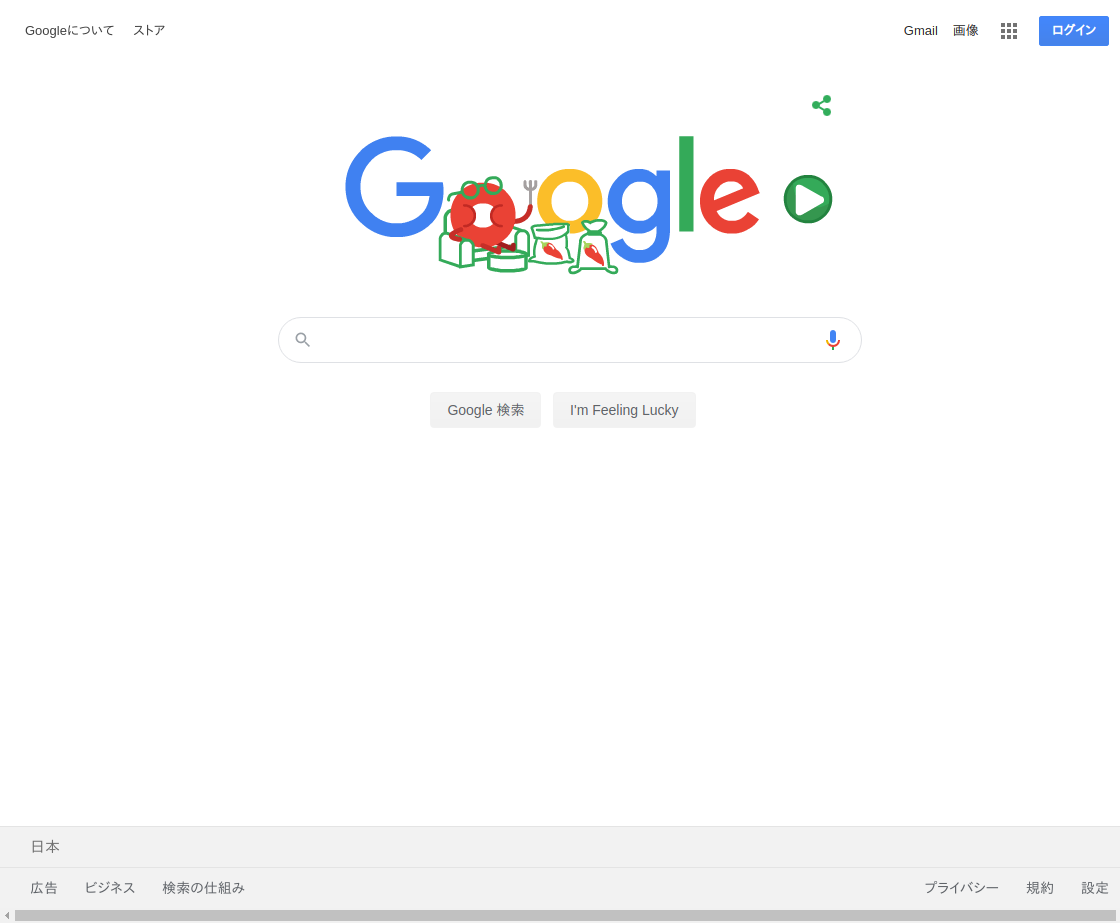 Googleについて ストア Gmail 画像 ログイン
Google
Google 検索 I'm Feeling Lucky
日本
広告 ビジネス 検索の仕組み プライバシー 規約 設定